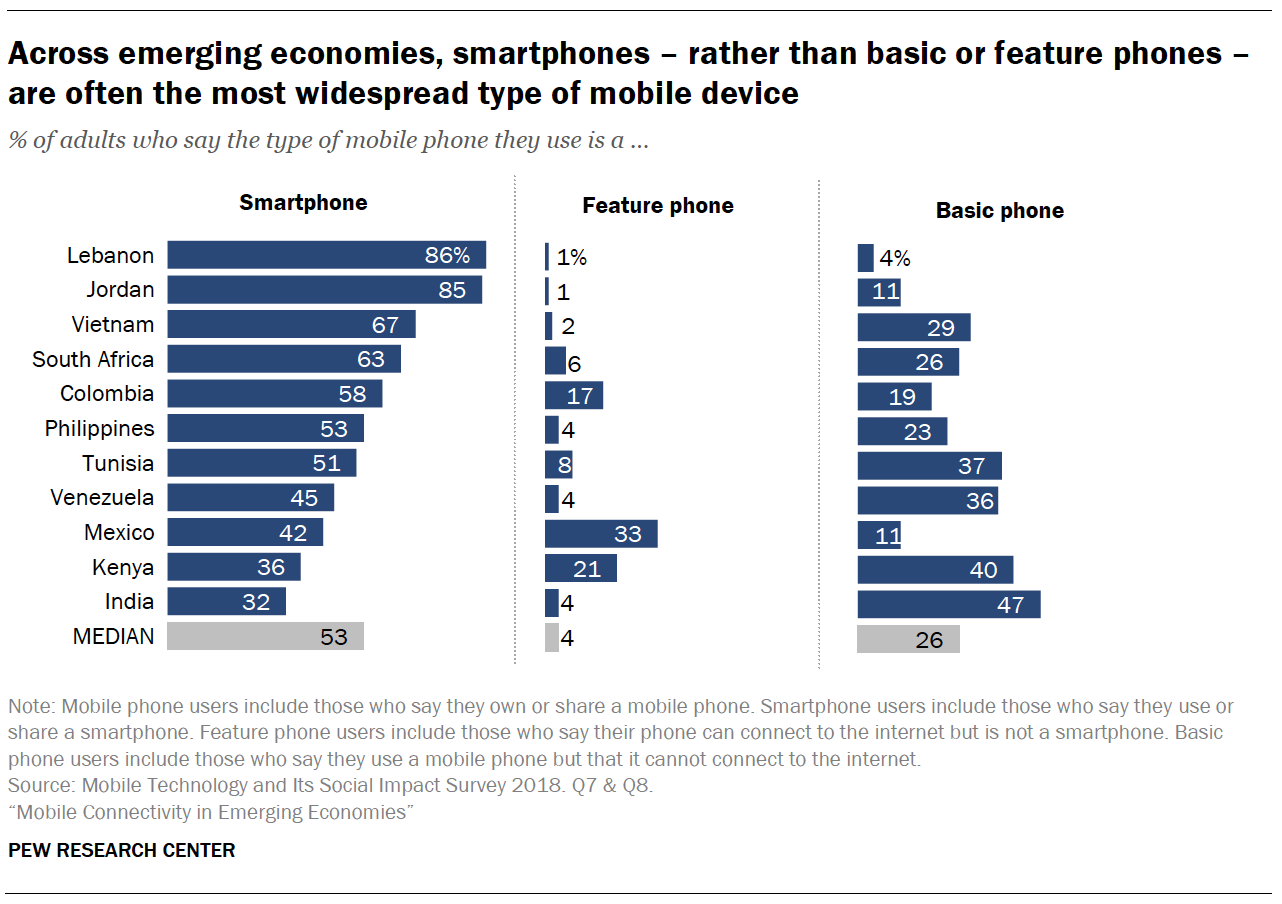 Across emerging economies, smartphones – rather than basic or feature phones –
are often the most widespread type of mobile device
% of adults who say the type of mobile phone they use is a ...
Smartphone Feature phone Basic phone
Lebanon 86% 1% 4%
Jordan 85 1 11
Vietnam 67 2 29
South Africa 63 6 26
Colombia 58 17 19
Philippines 53 4 23
Tunisia 51 8 37
Venezuela 45 4 36
Mexico 42 33 11
Kenya 36 21 40
India 32 4 47
MEDIAN 53 4 26
Note: Mobile phone users include those who say they own or share a mobile phone. Smartphone users include those who say they use or
share a smartphone. Feature phone users include those who say their phone can connect to the internet but is not a smartphone. Basic
phone users include those who say they use a mobile phone but that it cannot connect to the internet.
Source: Mobile Technology and Its Social Impact Survey 2018. Q7 & Q8.
“Mobile Connectivity in Emerging Economies”
PEW RESEARCH CENTER